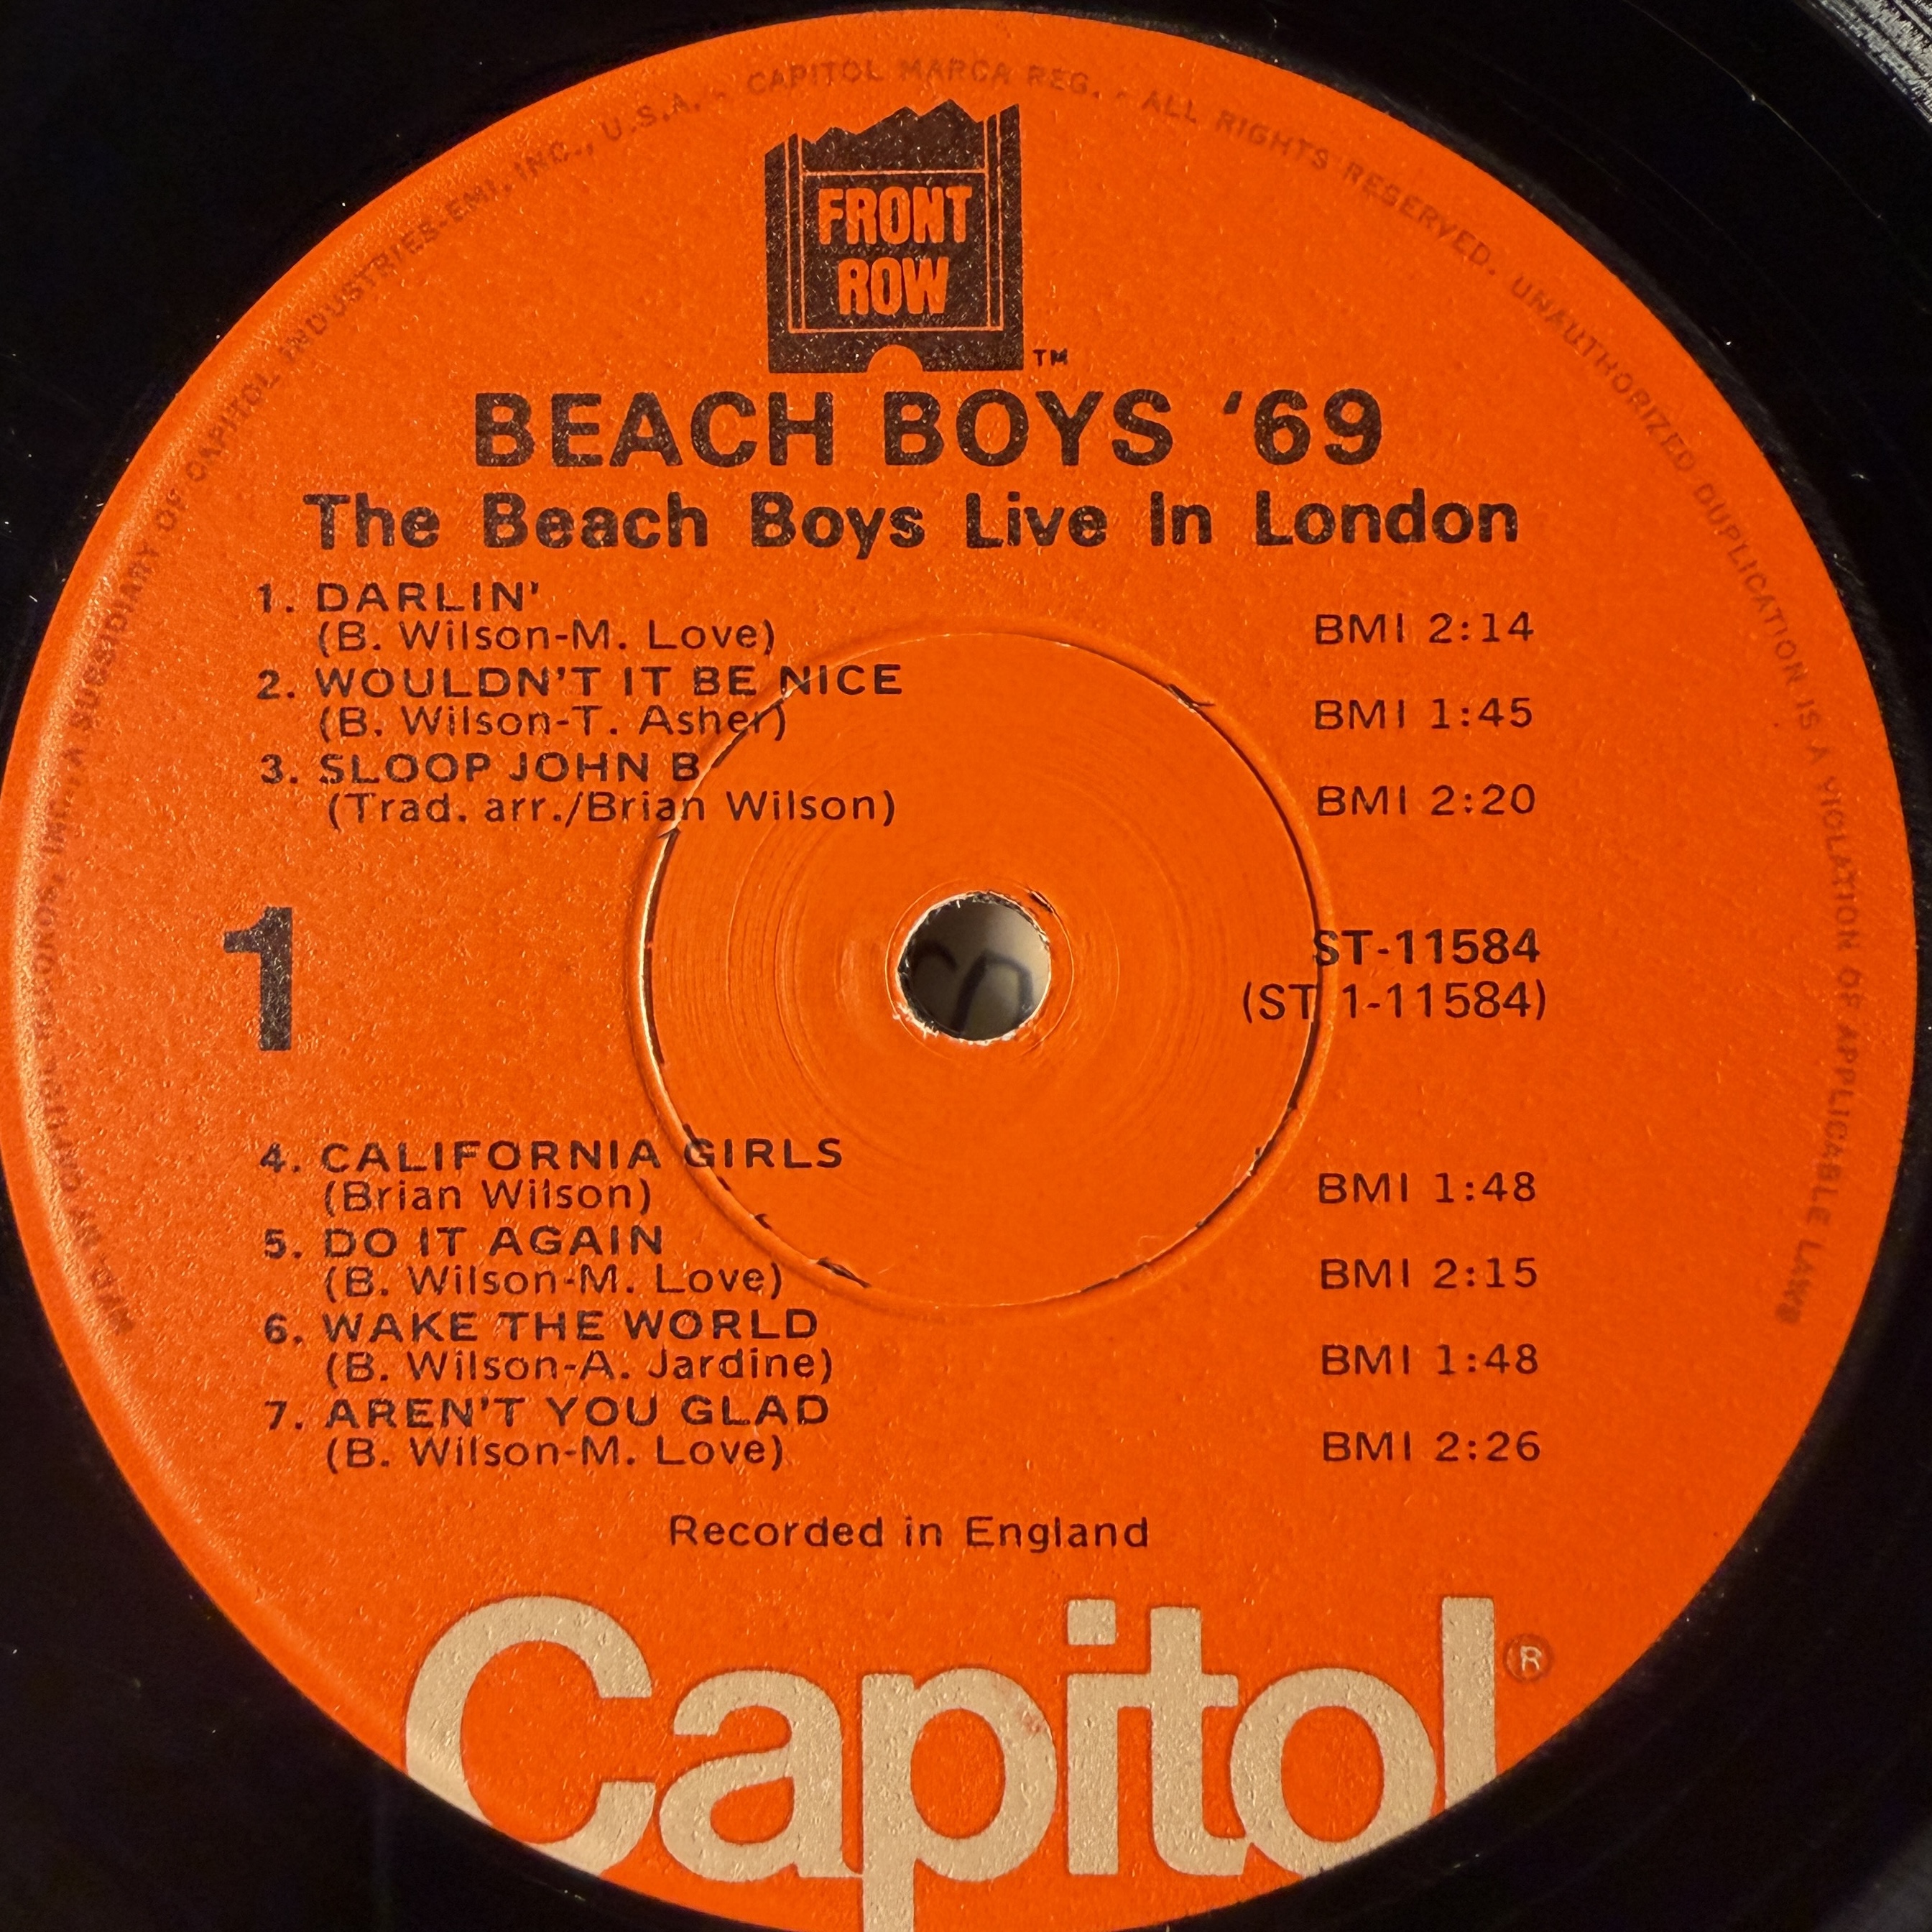 MFD. BY CAPITOL RECORDS, INC., A SUBSIDIARY OF CAPITOL INDUSTRIES-EMI, INC., U.S.A. - CAPITOL MARCA REG. - ALL RIGHTS RESERVED. UNAUTHORIZED DUPLICATION IS A VIOLATION OF APPLICABLE LAWS
FRONT
ROW
TM
BEACH BOYS '69
The Beach Boys Live In London
1. DARLIN'
(B. Wilson-M. Love) BMI 2:14
2. WOULDN'T IT BE NICE
(B. Wilson-T. Asher) BMI 1:45
3. SLOOP JOHN B
(Trad. arr./Brian Wilson) BMI 2:20
1
ST-11584
(ST 1-11584)
4. CALIFORNIA GIRLS
(Brian Wilson) BMI 1:48
5. DO IT AGAIN
(B. Wilson-M. Love) BMI 2:15
6. WAKE THE WORLD
(B. Wilson-A. Jardine) BMI 1:48
7. AREN'T YOU GLAD
(B. Wilson-M. Love) BMI 2:26
Recorded in England
Capitol®